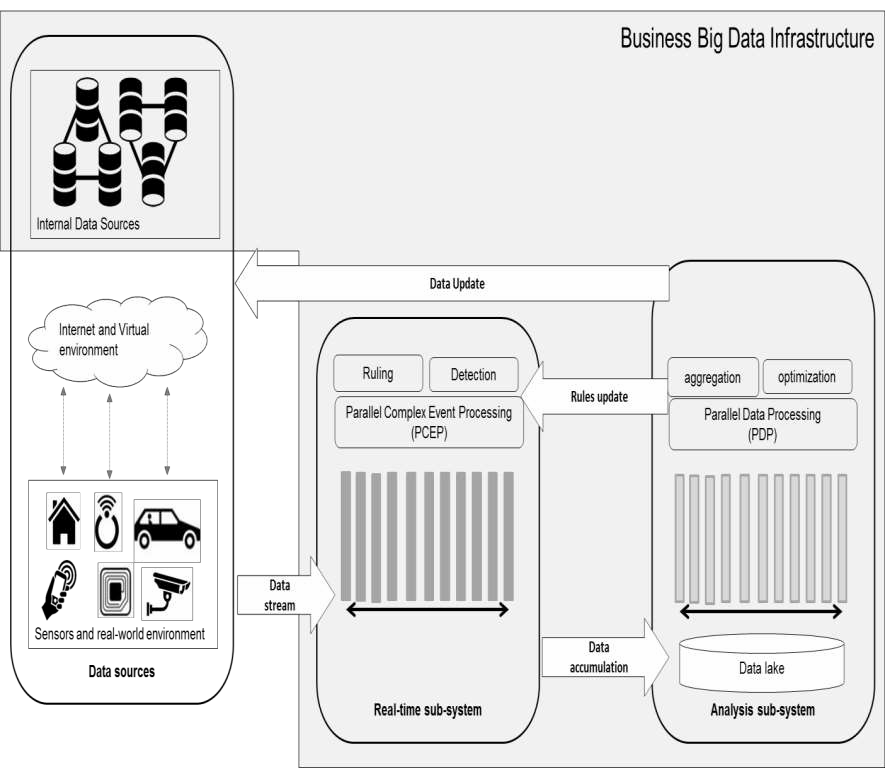 Business Big Data Infrastructure
Internal Data Sources
Internet and Virtual
environment
Sensors and real-world environment
Data sources
Data Update
Data
stream
Ruling
Detection
Parallel Complex Event Processing
(PCEP)
Real-time sub-system
Rules update
Data
accumulation
aggregation
optimization
Parallel Data Processing
(PDP)
Data lake
Analysis sub-system